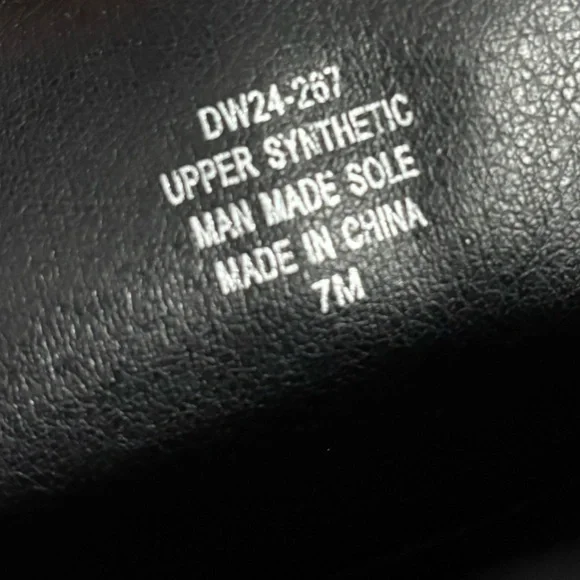 DW24-267
UPPER SYNTHETIC
MAN MADE SOLE
MADE IN CHINA
7M